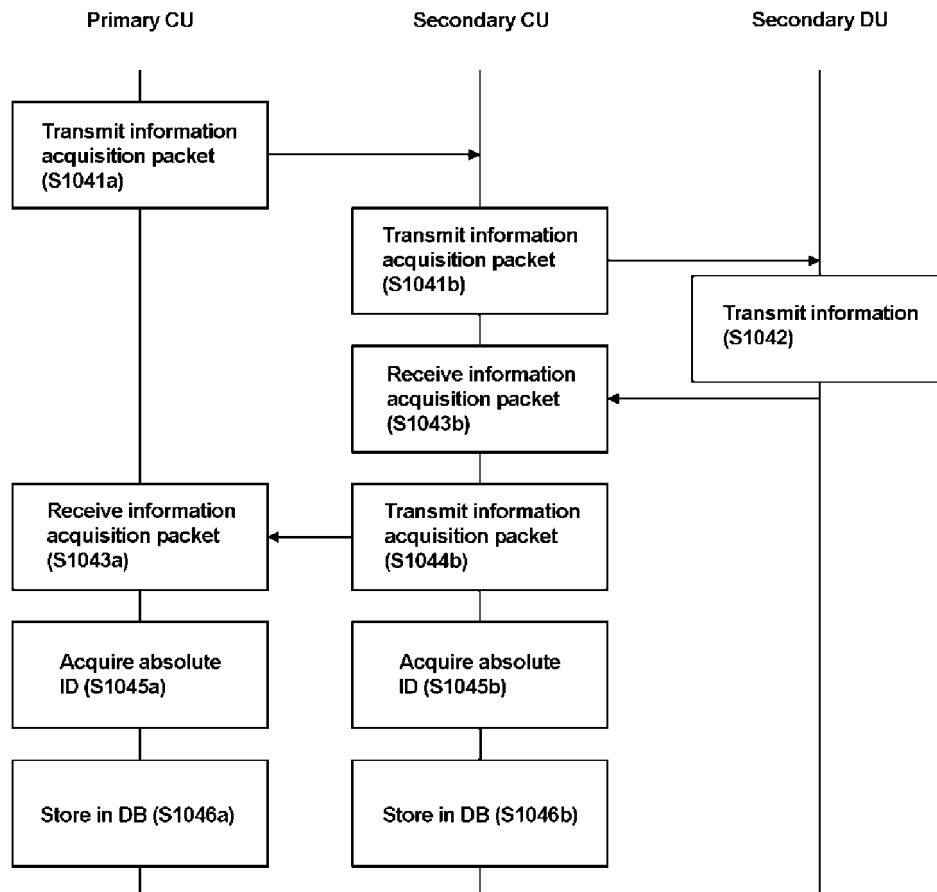 Primary CU
Secondary CU
Secondary DU
Transmit information
acquisition packet
(S1041a)
Transmit information
acquisition packet
(S1041b)
Transmit information
(S1042)
Receive information
acquisition packet
(S1043b)
Receive information
acquisition packet
(S1043a)
Transmit information
acquisition packet
(S1044b)
Acquire absolute
ID (S1045a)
Acquire absolute
ID (S1045b)
Store in DB (S1046a)
Store in DB (S1046b)